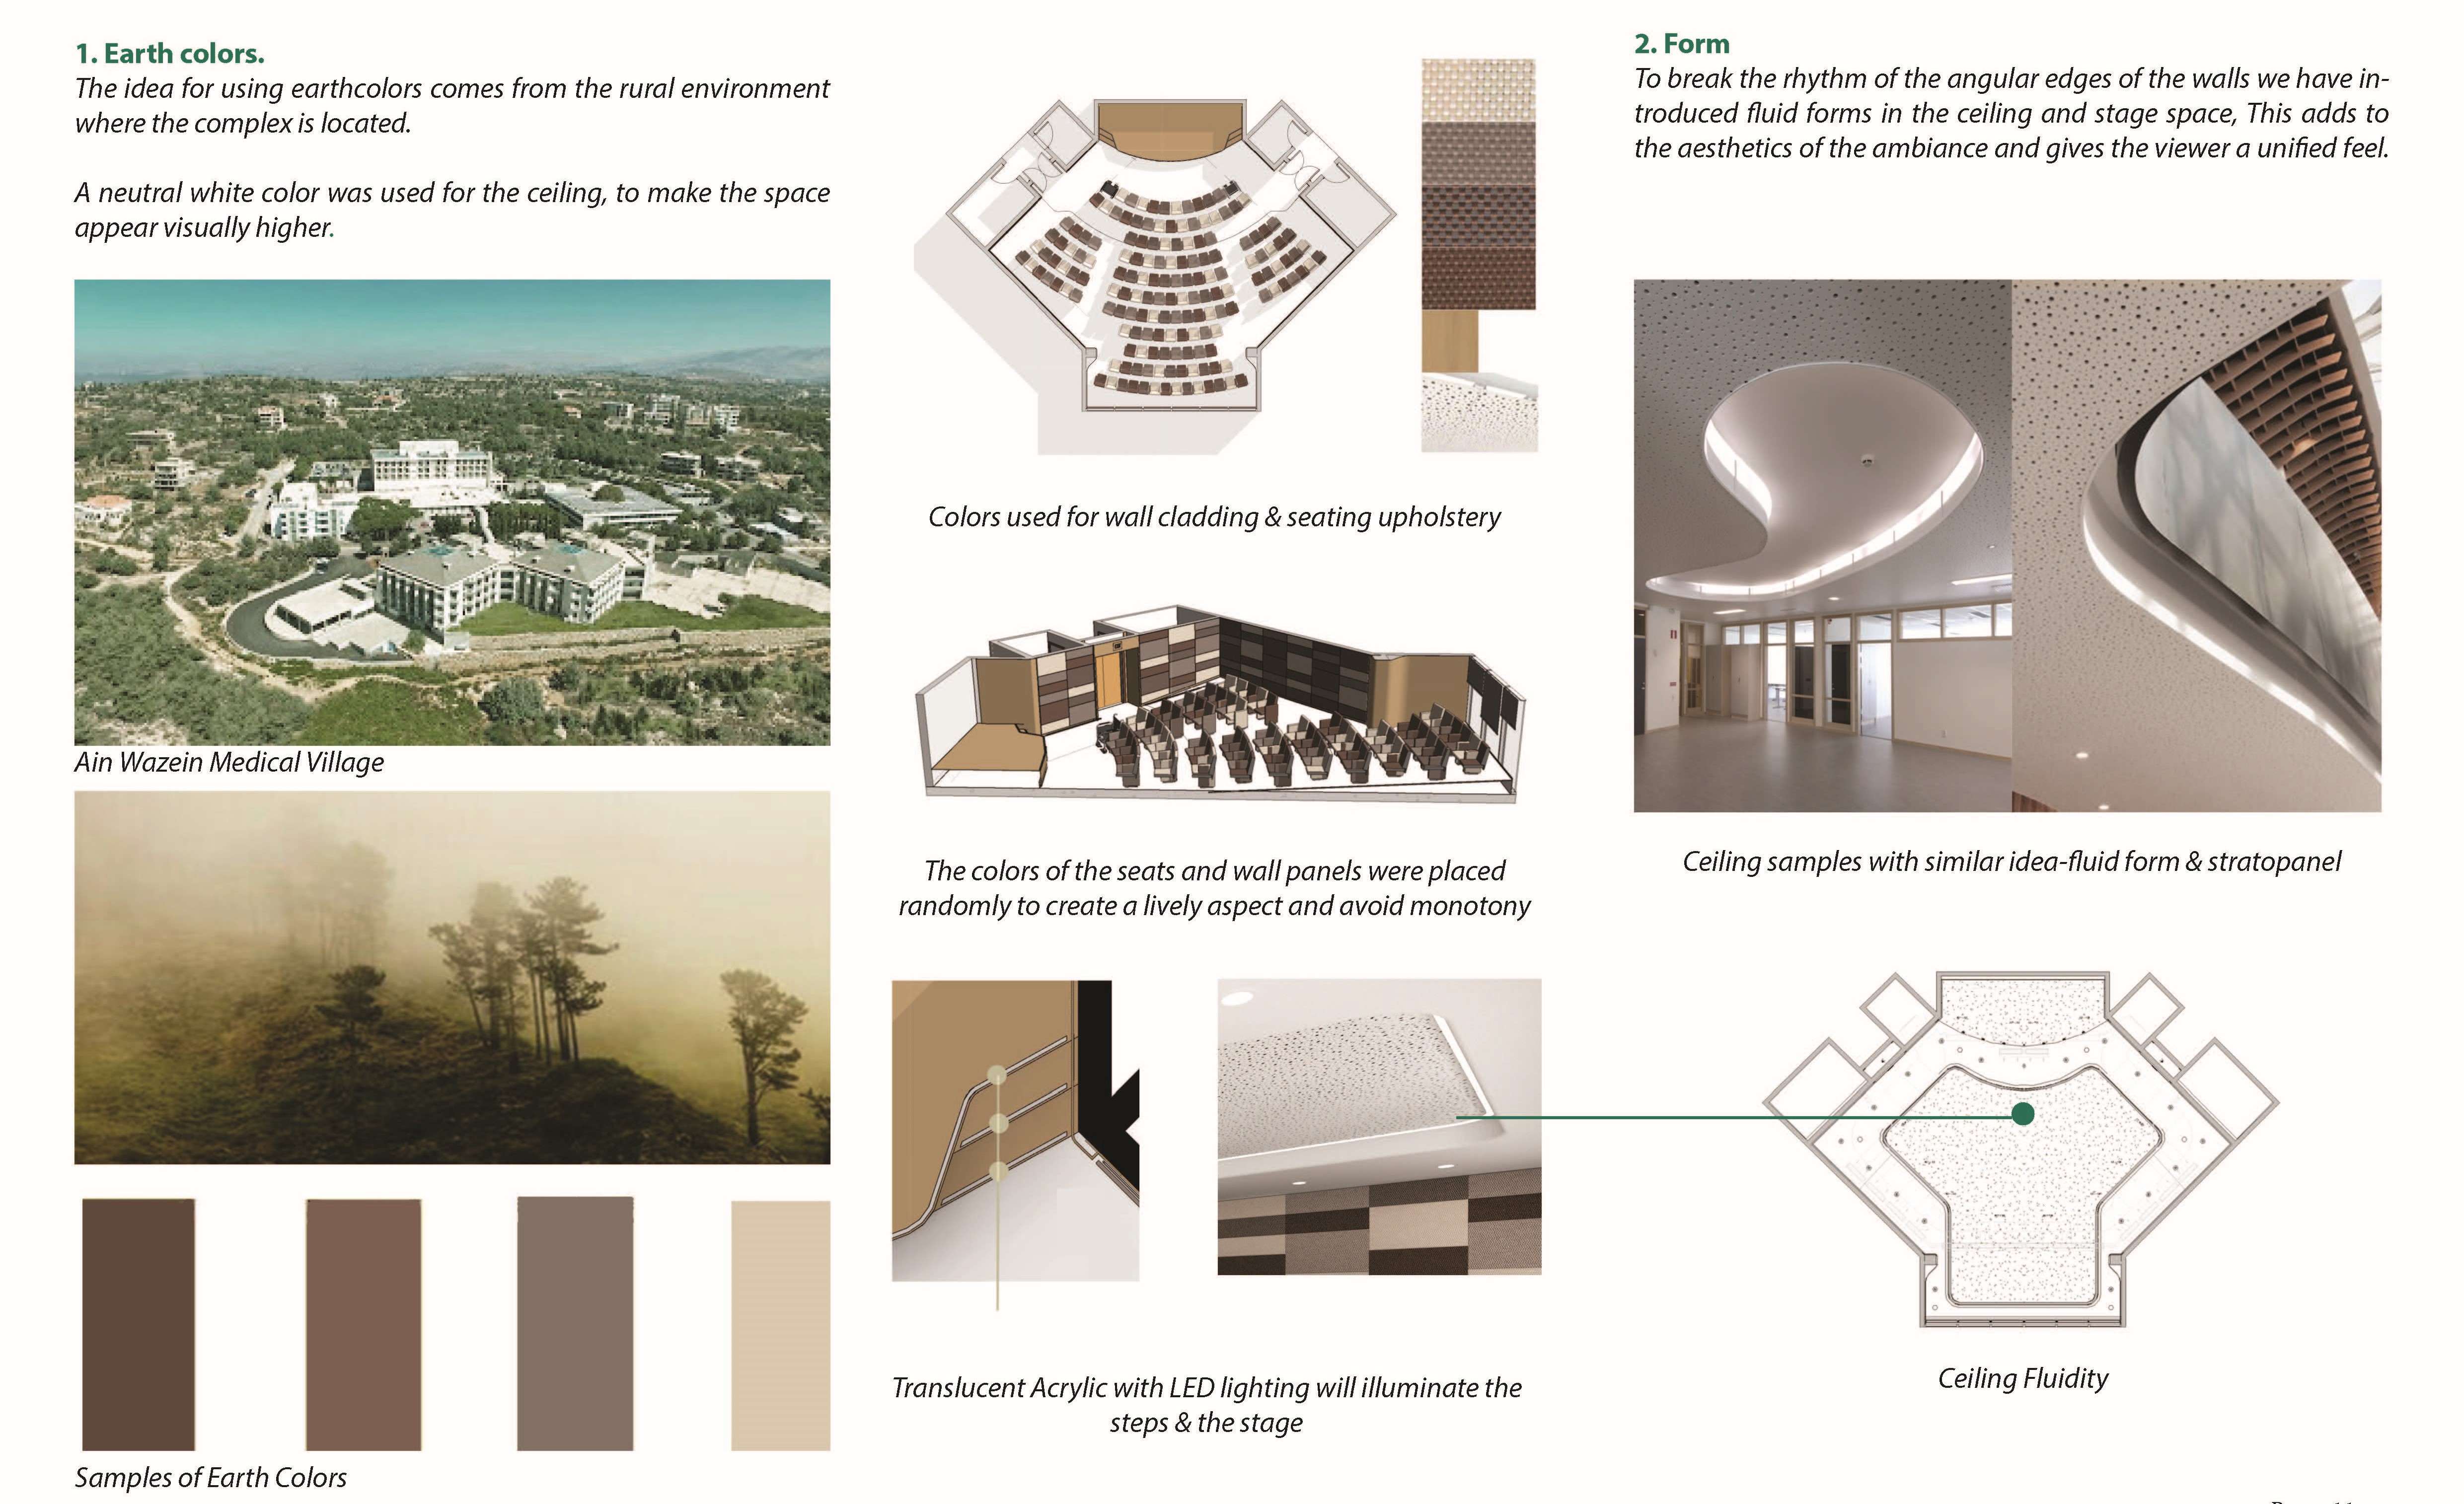 1. Earth colors.
The idea for using earthcolors comes from the rural environment
where the complex is located.
A neutral white color was used for the ceiling, to make the space
appear visually higher.
Ain Wazein Medical Village
Samples of Earth Colors
Colors used for wall cladding & seating upholstery
The colors of the seats and wall panels were placed
randomly to create a lively aspect and avoid monotony
Translucent Acrylic with LED lighting will illuminate the
steps & the stage
2. Form
To break the rhythm of the angular edges of the walls we have in-
troduced fluid forms in the ceiling and stage space, This adds to
the aesthetics of the ambiance and gives the viewer a unified feel.
Ceiling samples with similar idea-fluid form & stratopanel
Ceiling Fluidity